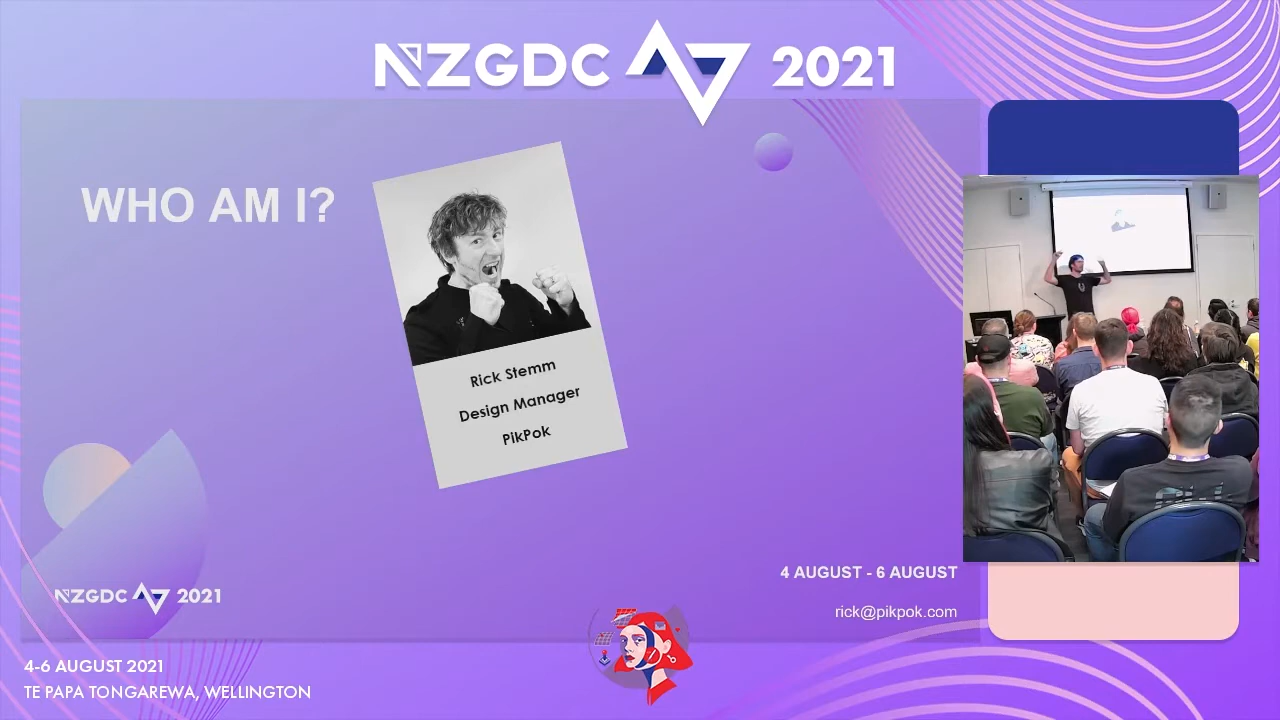 NZGDC 2021
WHO AM I?
Rick Stemm
Design Manager
PikPok
4 AUGUST - 6 AUGUST
rick@pikpok.com
NZGDC 2021
4-6 AUGUST 2021
TE PAPA TONGAREWA, WELLINGTON